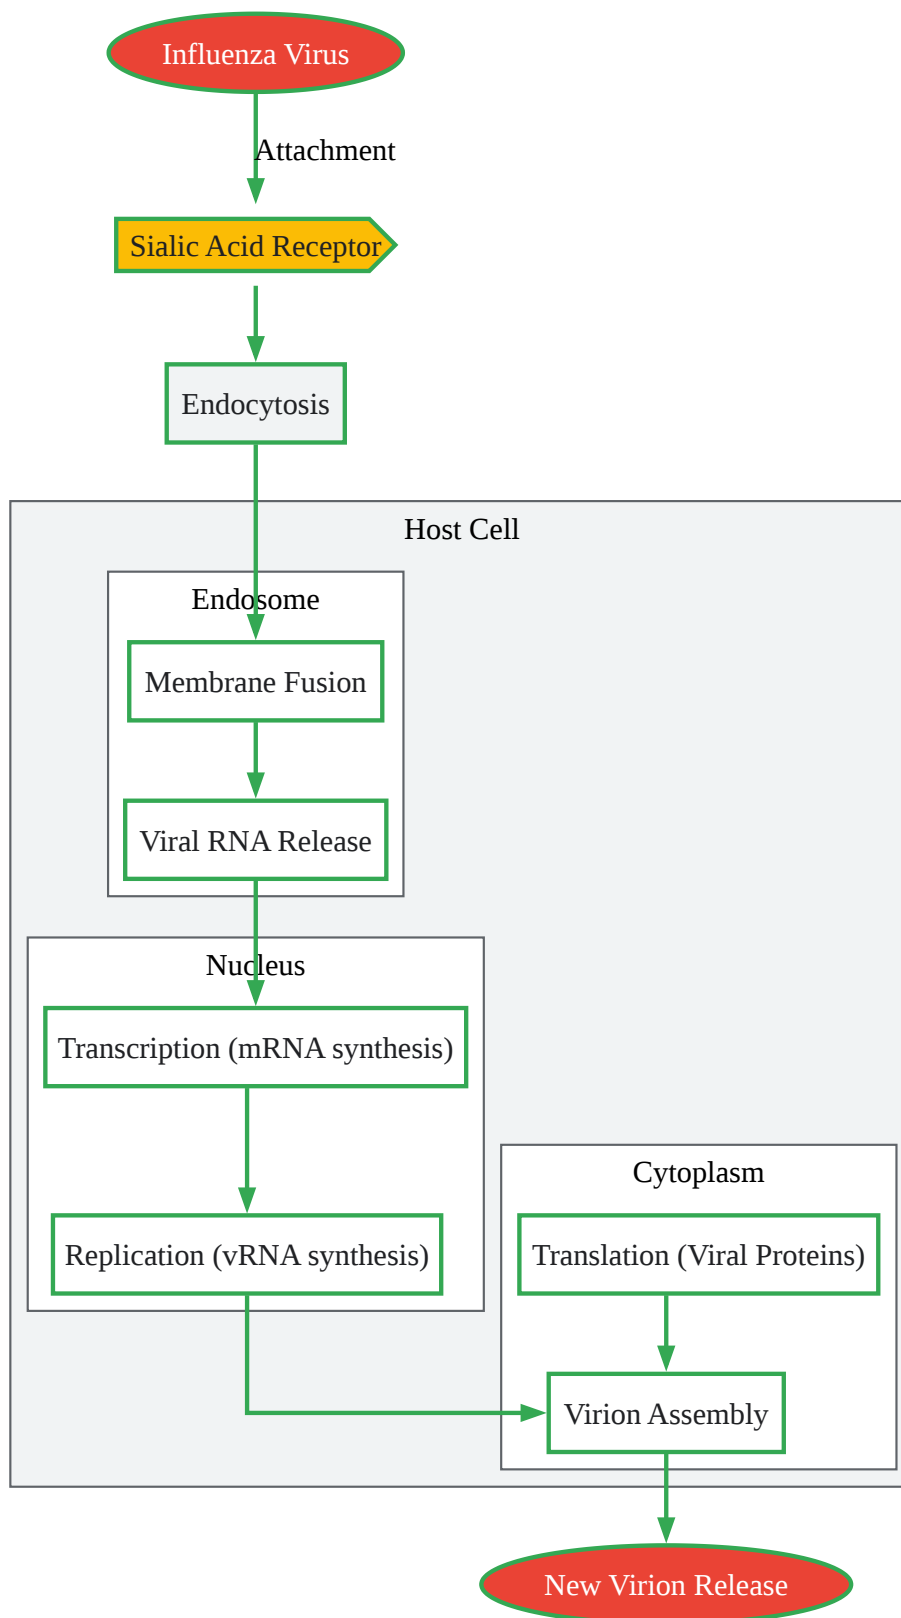 Influenza Virus
Attachment
Sialic Acid Receptor
Endocytosis
Host Cell
Endosome
Membrane Fusion
Viral RNA Release
Nucleus
Transcription (mRNA synthesis)
Replication (vRNA synthesis)
Cytoplasm
Translation (Viral Proteins)
Virion Assembly
New Virion Release